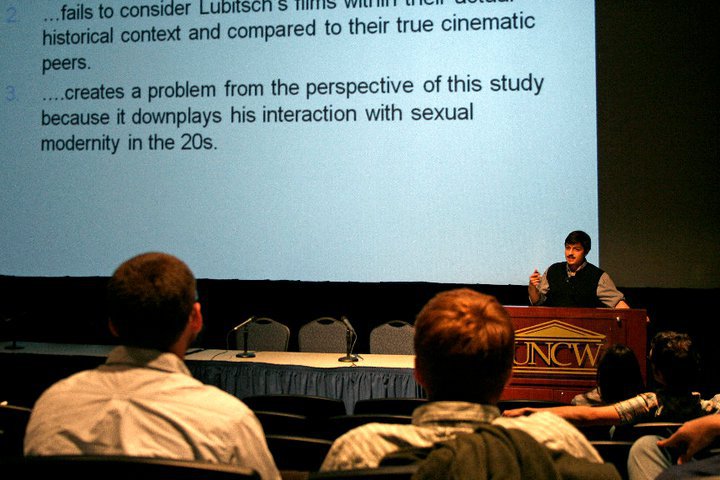 2. ...fails to consider Lubitsch's films within their actual
historical context and compared to their true cinematic
peers.
3. ....creates a problem from the perspective of this study
because it downplays his interaction with sexual
modernity in the 20s.
UNCW